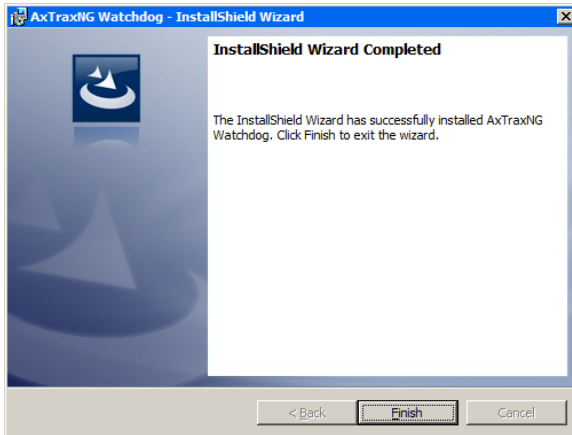 AxTraxNG Watchdog - InstallShield Wizard
InstallShield Wizard Completed
The InstallShield Wizard has successfully installed AxTraxNG
Watchdog. Click Finish to exit the wizard.
< Back
Finish
Cancel